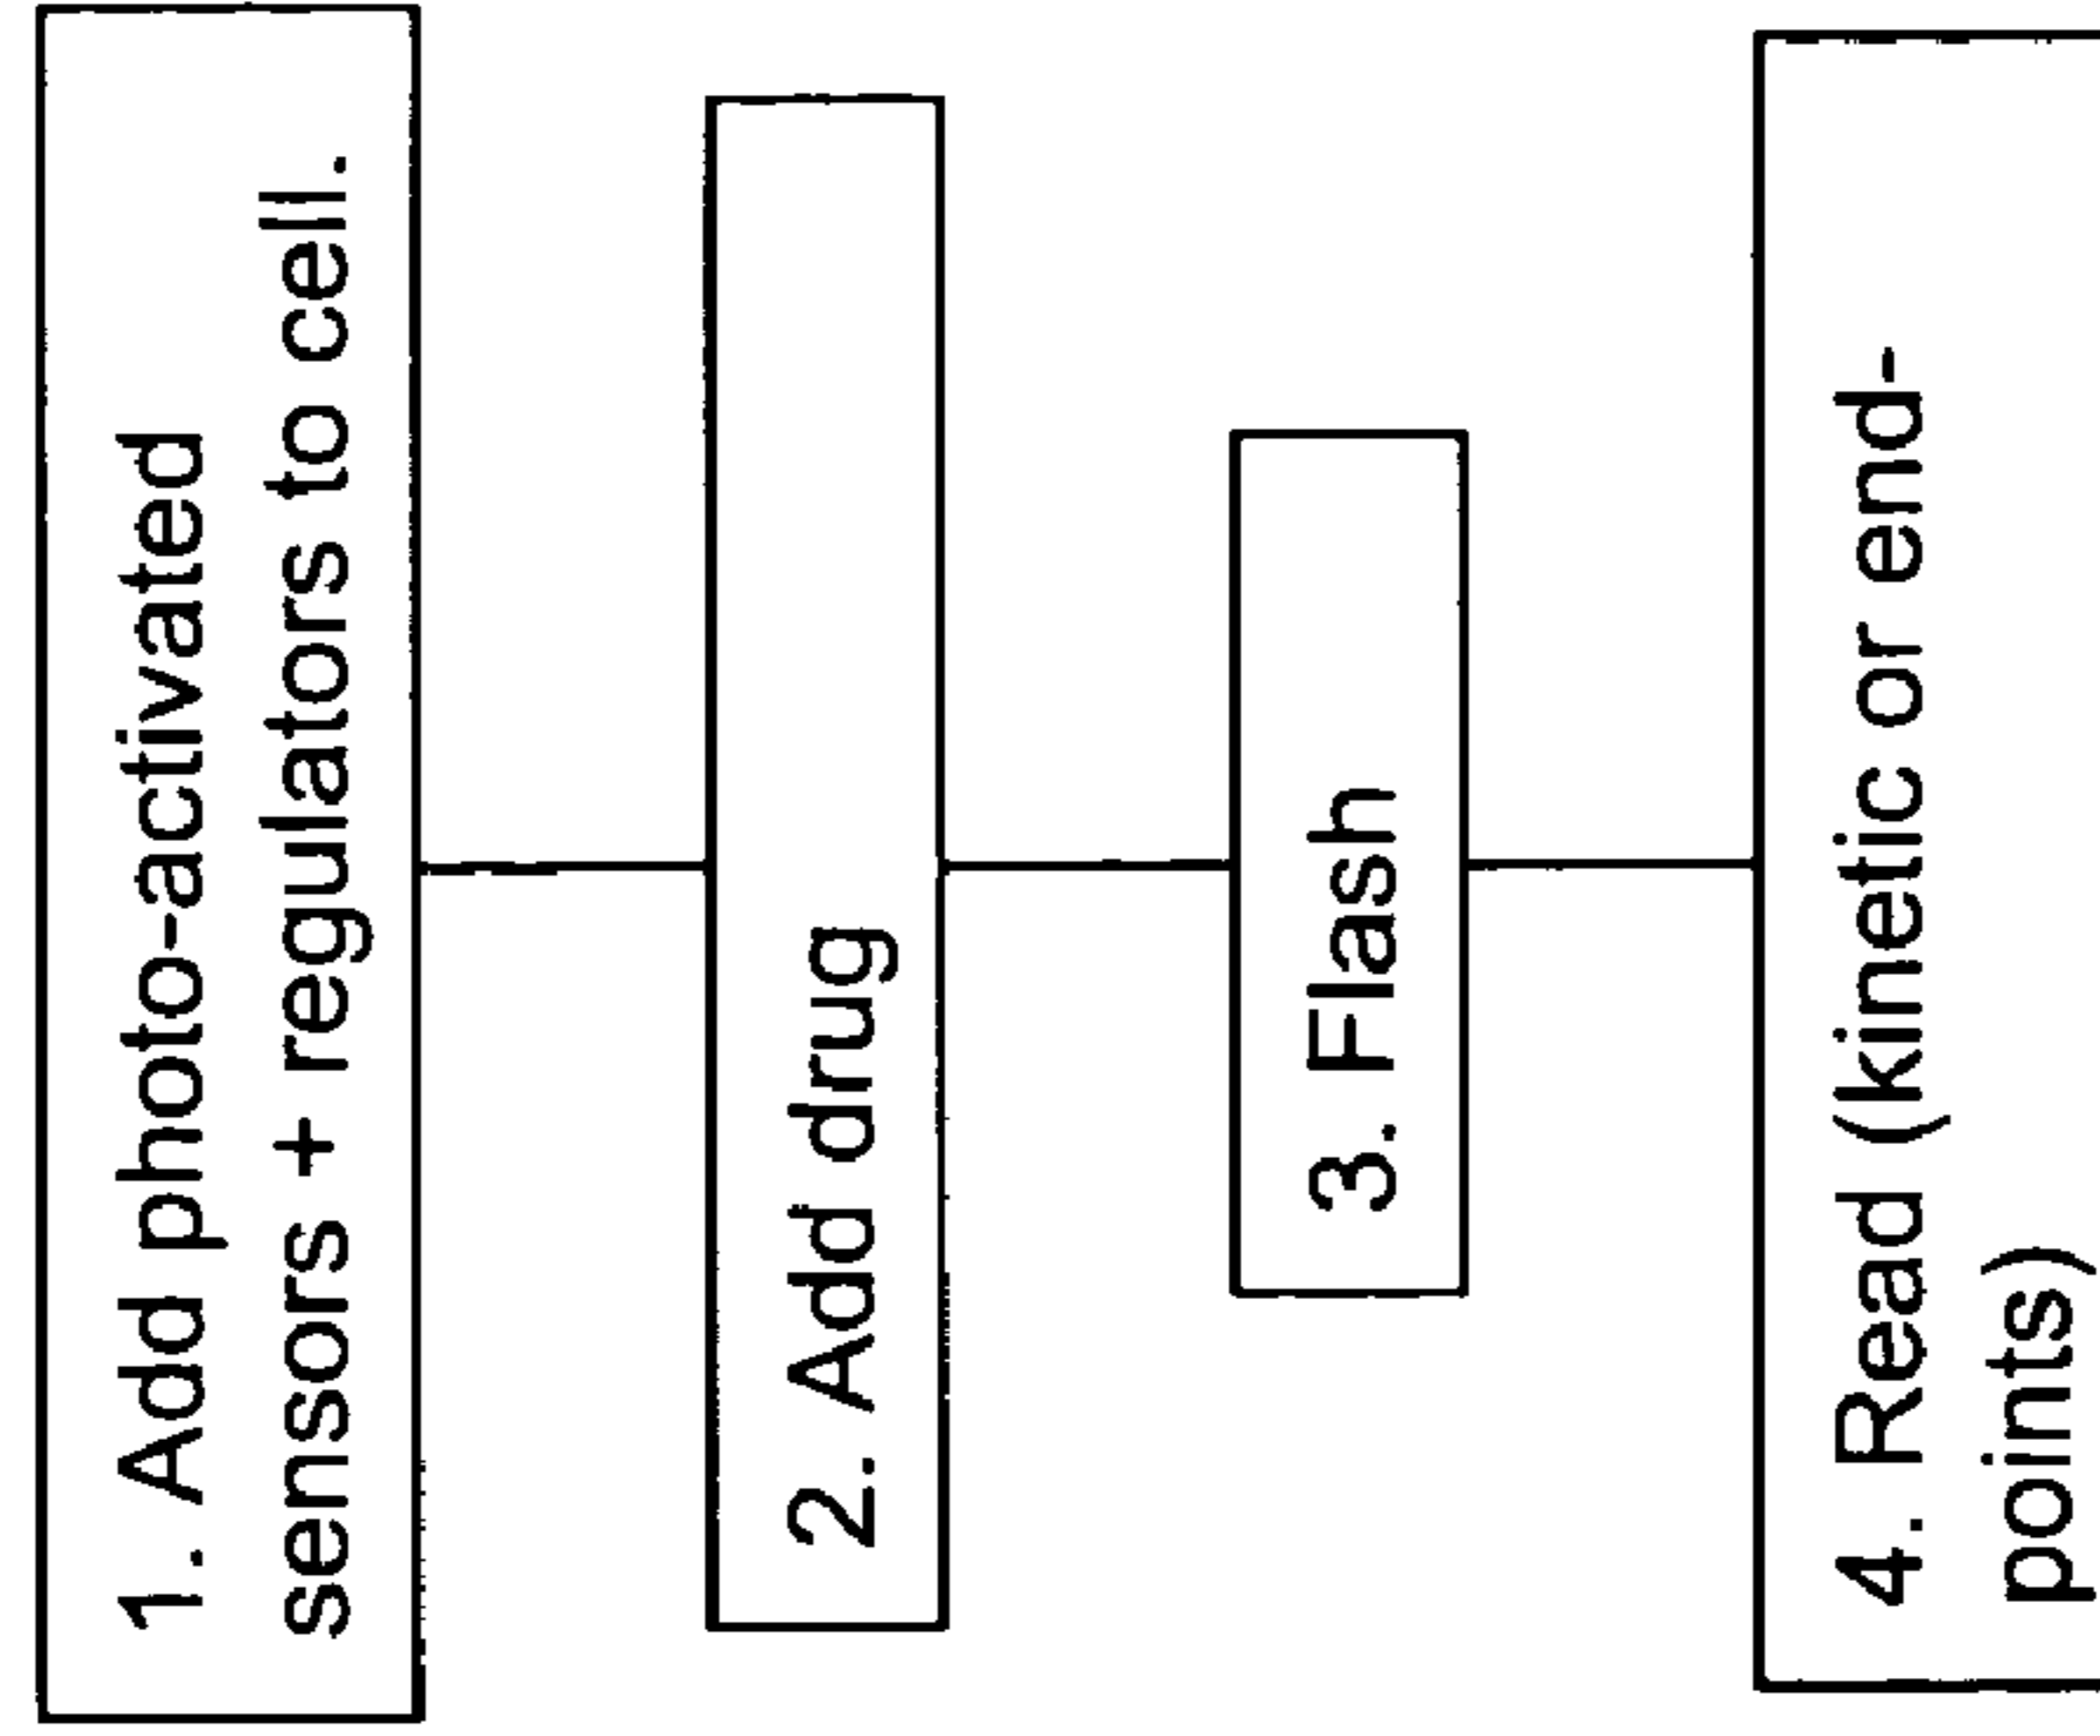 1. Add photo-activated
sensors + regulators to cell.
2. Add drug
3. Flash
4. Read (kinetic or end-
points)